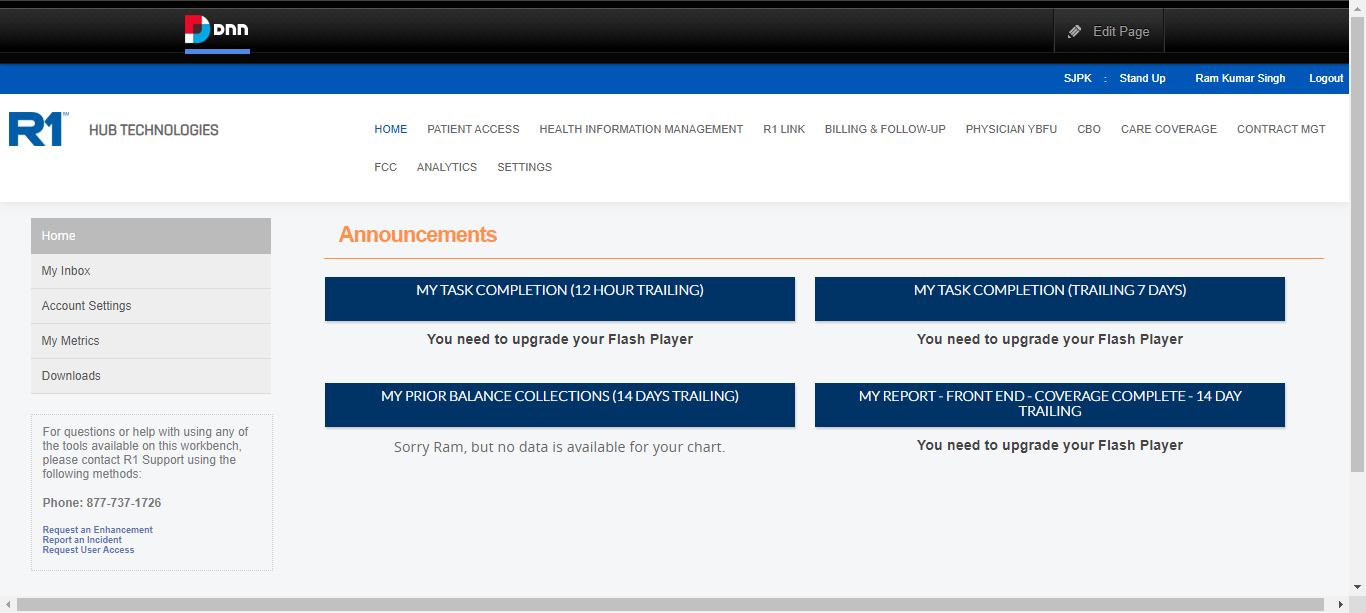 DNN
Edit Page
SJPK : Stand Up Ram Kumar Singh Logout
R1 SM HUB TECHNOLOGIES
HOME PATIENT ACCESS HEALTH INFORMATION MANAGEMENT R1 LINK BILLING & FOLLOW-UP PHYSICIAN YBFU CBO CARE COVERAGE CONTRACT MGT
FCC ANALYTICS SETTINGS
Home
My Inbox
Account Settings
My Metrics
Downloads
For questions or help with using any of
the tools available on this workbench,
please contact R1 Support using the
following methods:
Phone: 877-737-1726
Request an Enhancement
Report an Incident
Request User Access
Announcements
MY TASK COMPLETION (12 HOUR TRAILING)
You need to upgrade your Flash Player
MY TASK COMPLETION (TRAILING 7 DAYS)
You need to upgrade your Flash Player
MY PRIOR BALANCE COLLECTIONS (14 DAYS TRAILING)
Sorry Ram, but no data is available for your chart.
MY REPORT - FRONT END - COVERAGE COMPLETE - 14 DAY
TRAILING
You need to upgrade your Flash Player